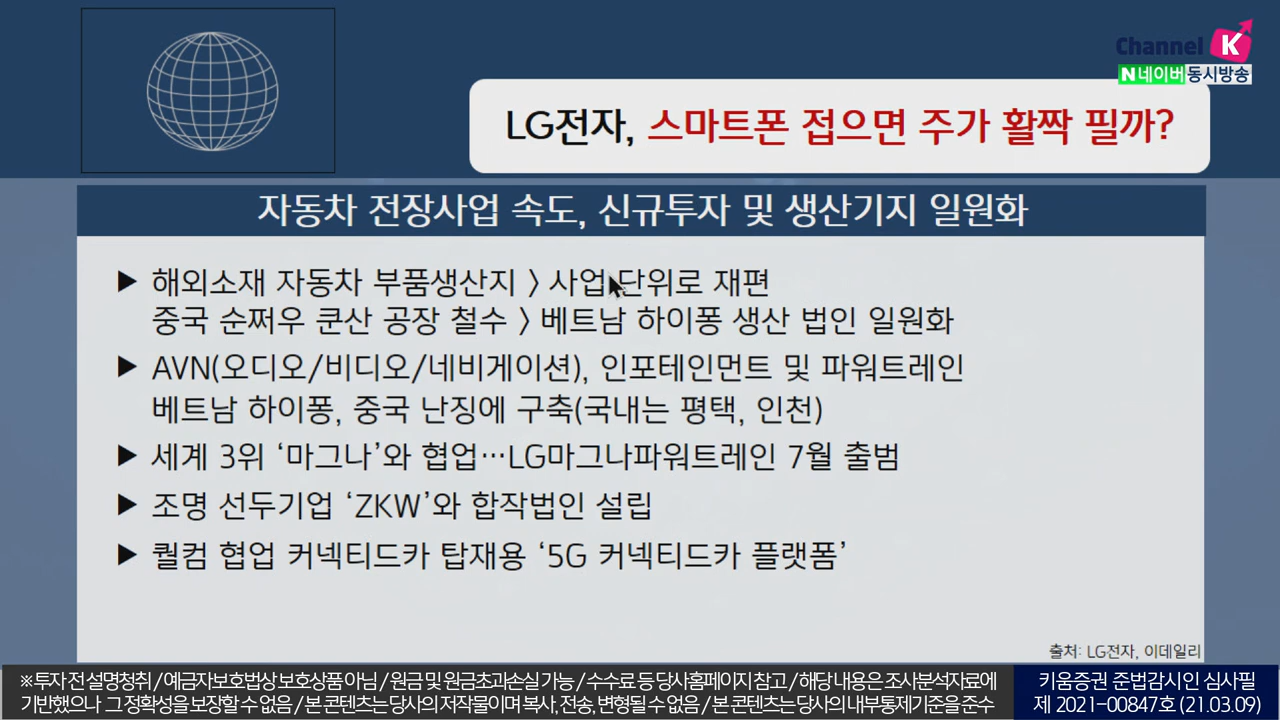 Channel K
N 네이버 동시방송
LG전자, 스마트폰 접으면 주가 활짝 필까?
자동차 전장사업 속도, 신규투자 및 생산기지 일원화
▶ 해외소재 자동차 부품생산지 > 사업 단위로 재편
중국 순쩌우 쿤산 공장 철수 > 베트남 하이퐁 생산 법인 일원화
▶ AVN(오디오/비디오/네비게이션), 인포테인먼트 및 파워트레인
베트남 하이퐁, 중국 난징에 구축(국내는 평택, 인천)
▶ 세계 3위 ‘마그나’와 협업…LG마그나파워트레인 7월 출범
▶ 조명 선두기업 ‘ZKW’와 합작법인 설립
▶ 퀄컴 협업 커넥티드카 탑재용 ‘5G 커넥티드카 플랫폼’
출처: LG전자, 이데일리
※ 투자 전 설명청취 / 예금자보호법상 보호상품 아님 / 원금 및 원금초과손실 가능 / 수수료 등 당사홈페이지 참고 / 해당 내용은 조사분석자료에
기반했으나 그 정확성을 보장할 수 없음 / 본 콘텐츠는 당사의 저작물이며 복사, 전송, 변형될 수 없음 / 본 콘텐츠는 당사의 내부통제기준을 준수
키움증권 준법감시인 심사필
제 2021-00847호 (21.03.09)